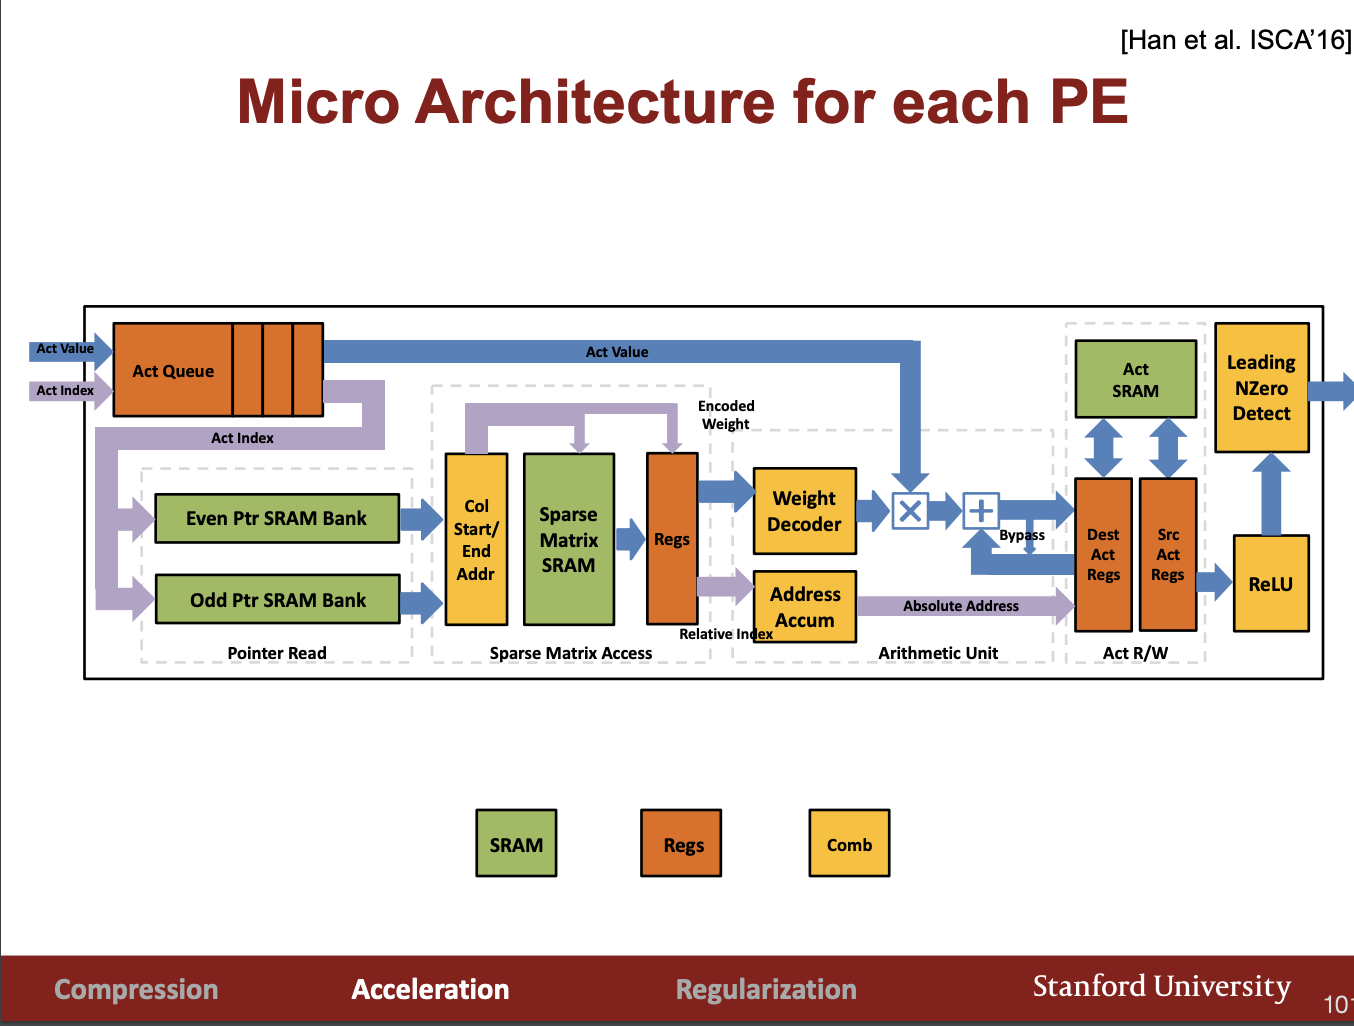 [Han et al. ISCA’16]
Micro Architecture for each PE
Act Value
Act Index
Act Queue
Act Value
Act Index
Even Ptr SRAM Bank
Odd Ptr SRAM Bank
Pointer Read
Col
Start/
End
Addr
Sparse
Matrix
SRAM
Regs
Sparse Matrix Access
Encoded
Weight
Relative Index
Weight
Decoder
Address
Accum
Bypass
Absolute Address
Arithmetic Unit
Act
SRAM
Dest
Act
Regs
Src
Act
Regs
Act R/W
Leading
NZero
Detect
ReLU
SRAM
Regs
Comb
Compression
Acceleration
Regularization
Stanford University
101